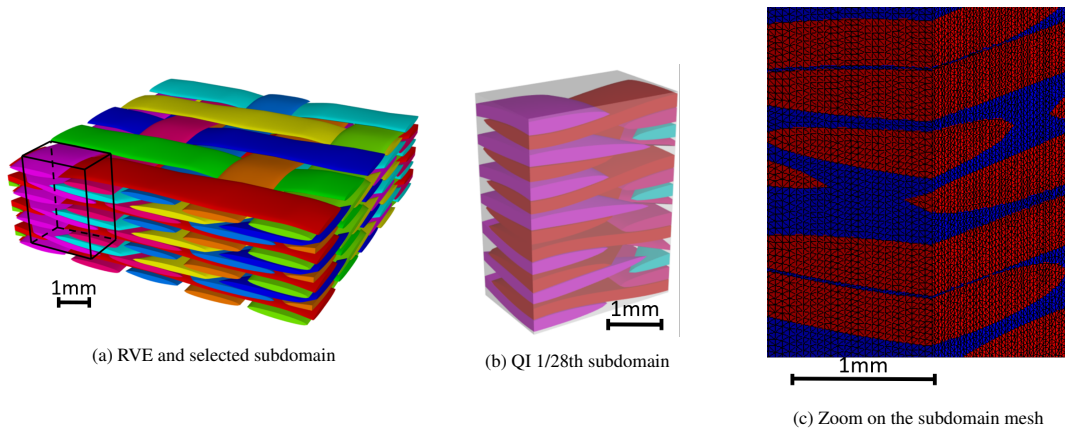 1mm
(a) RVE and selected subdomain
1mm
(b) QI 1/28th subdomain
1mm
(c) Zoom on the subdomain mesh